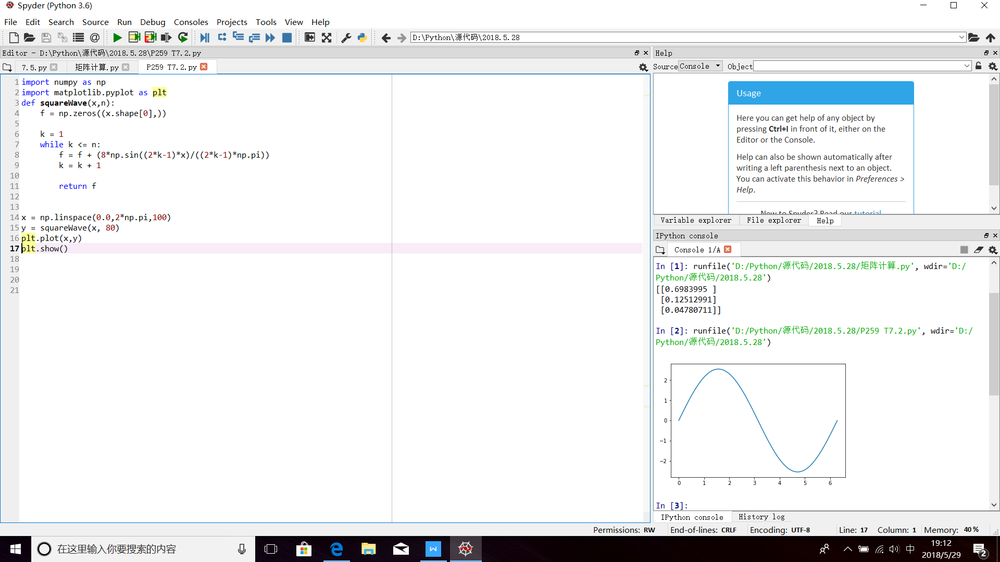 Spyder (Python 3.6)
File Edit Search Source Run Debug Consoles Projects Tools View Help
D:\Python\源代码\2018.5.28
Editor - D:\Python\源代码\2018.5.28\P259 T7.2.py
7.5.py 矩阵计算.py P259 T7.2.py
1 import numpy as np
2 import matplotlib.pyplot as plt
3 def squareWave(x,n):
4     f = np.zeros((x.shape[0],))
5
6     k = 1
7     while k <= n:
8         f = f + (8*np.sin((2*k-1)*x)/((2*k-1)*np.pi))
9         k = k + 1
10
11         return f
12
13
14 x = np.linspace(0.0,2*np.pi,100)
15 y = squareWave(x, 80)
16 plt.plot(x,y)
17 plt.show()
18
19
20
21
Help
Source Console Object
Usage
Here you can get help of any object by
pressing Ctrl+I in front of it, either on the
Editor or the Console.
Help can also be shown automatically after
writing a left parenthesis next to an object.
You can activate this behavior in Preferences >
Help.
New to Spyder? Read our tutorial
Variable explorer File explorer Help
IPython console
Console 1/A
In [1]: runfile('D:/Python/源代码/2018.5.28/矩阵计算.py', wdir='D:/
Python/源代码/2018.5.28')
[[0.6983995 ]
 [0.12512991]
 [0.04780711]]
In [2]: runfile('D:/Python/源代码/2018.5.28/P259 T7.2.py', wdir='D:/
Python/源代码/2018.5.28')
2
1
0
−1
−2
0 1 2 3 4 5 6
In [3]:
IPython console History log
Permissions: RW End-of-lines: CRLF Encoding: UTF-8 Line: 17 Column: 1 Memory: 40 %
在这里输入你要搜索的内容
中
19:12
2018/5/29
2